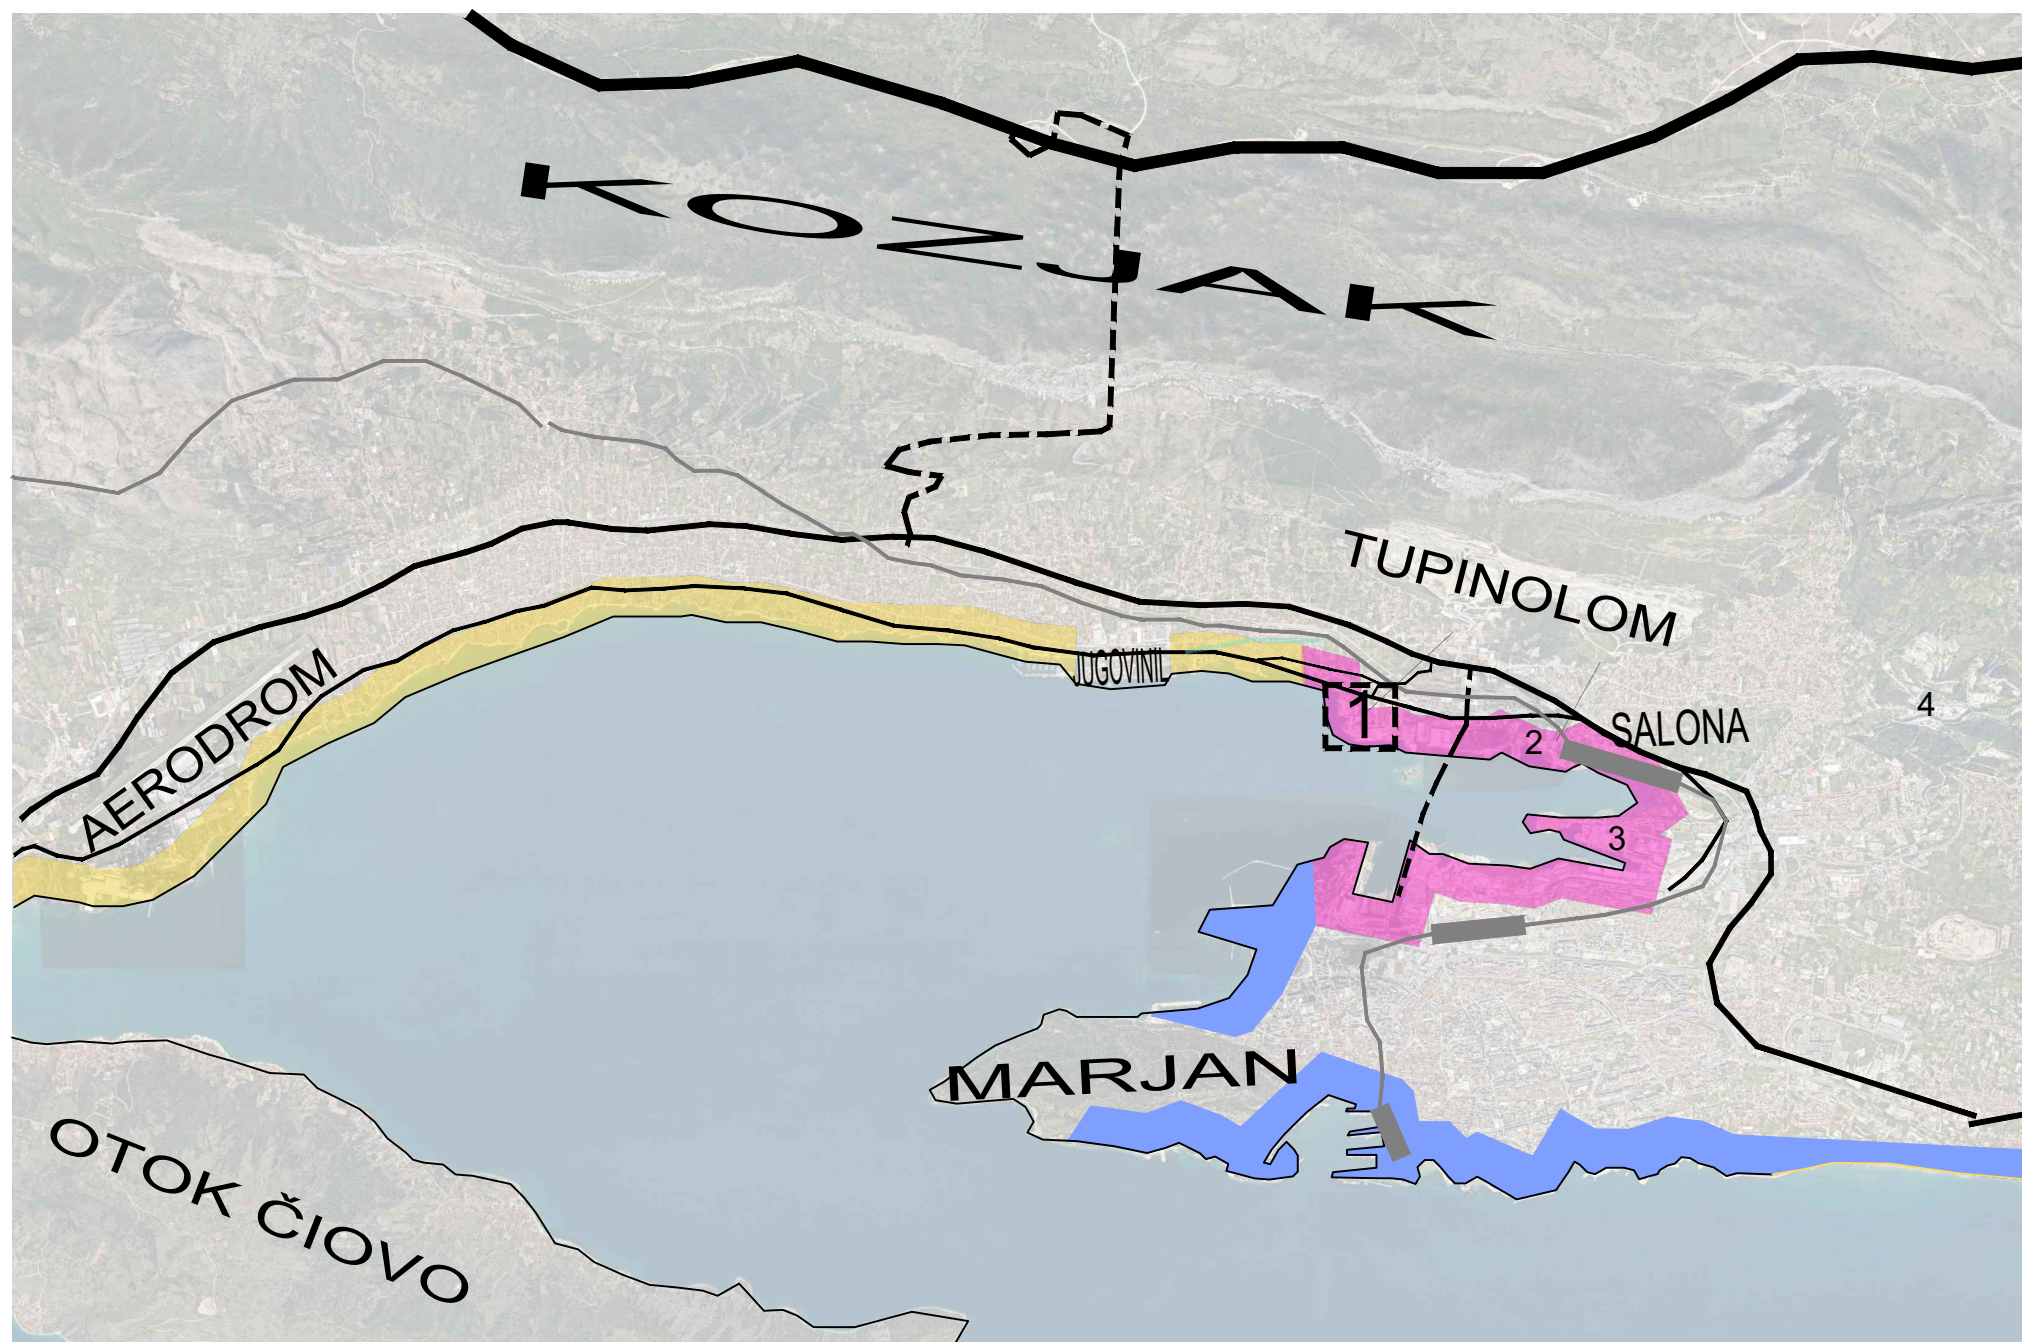 KOZJAK
TUPINOLOM
AERODROM
JUGOVINIL
1
2
SALONA
4
3
MARJAN
OTOK ČIOVO